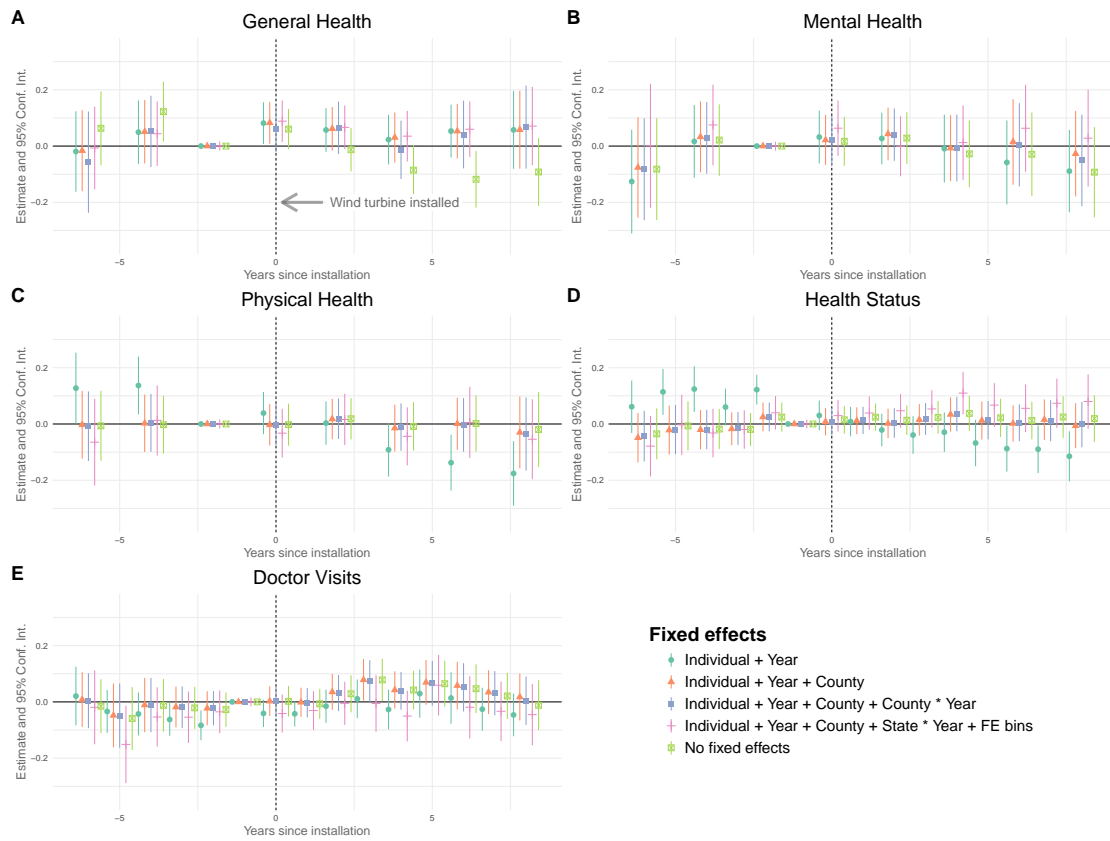 A
General Health
Estimate and 95% Conf. Int.
0.2
0.0
−0.2
Wind turbine installed
−5
0
5
Years since installation
B
Mental Health
Estimate and 95% Conf. Int.
0.2
0.0
−0.2
−5
0
5
Years since installation
C
Physical Health
Estimate and 95% Conf. Int.
0.2
0.0
−0.2
−5
0
5
Years since installation
D
Health Status
Estimate and 95% Conf. Int.
0.2
0.0
−0.2
−5
0
5
Years since installation
E
Doctor Visits
Estimate and 95% Conf. Int.
0.2
0.0
−0.2
−5
0
5
Years since installation
Fixed effects
Individual + Year
Individual + Year + County
Individual + Year + County + County * Year
Individual + Year + County + State * Year + FE bins
No fixed effects